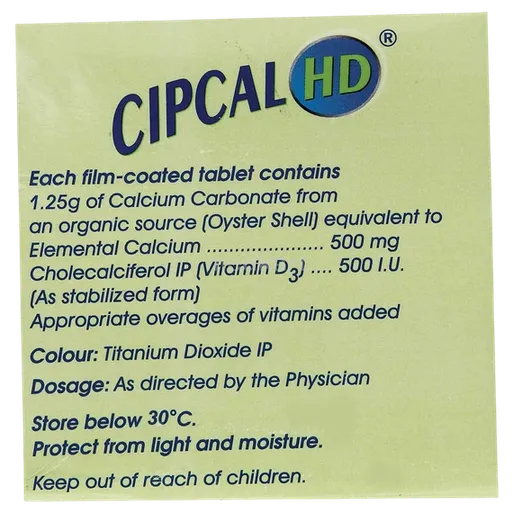 CIPCAL HD ®
Each film-coated tablet contains
1.25g of Calcium Carbonate from
an organic source (Oyster Shell) equivalent to
Elemental Calcium ...................... 500 mg
Cholecalciferol IP (Vitamin D3) .... 500 I.U.
(As stabilized form)
Appropriate overages of vitamins added
Colour: Titanium Dioxide IP
Dosage: As directed by the Physician
Store below 30°C.
Protect from light and moisture.
Keep out of reach of children.